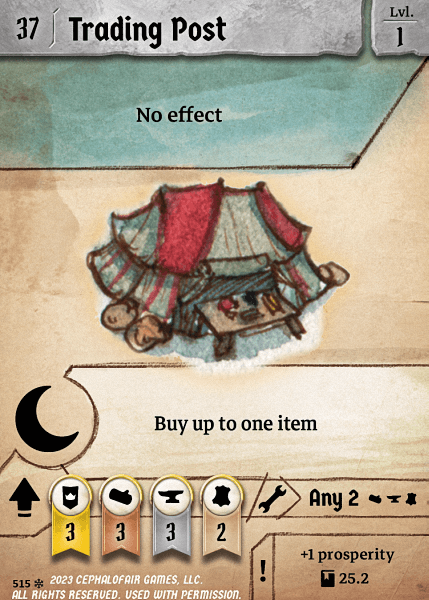 37 Trading Post
Lvl.
1
No effect
Buy up to one item
3 3 3 2
Any 2
+1 prosperity
! 25.2
515 ✻ 2023 CEPHALOFAIR GAMES, LLC.
ALL RIGHTS RESERVED. USED WITH PERMISSION.